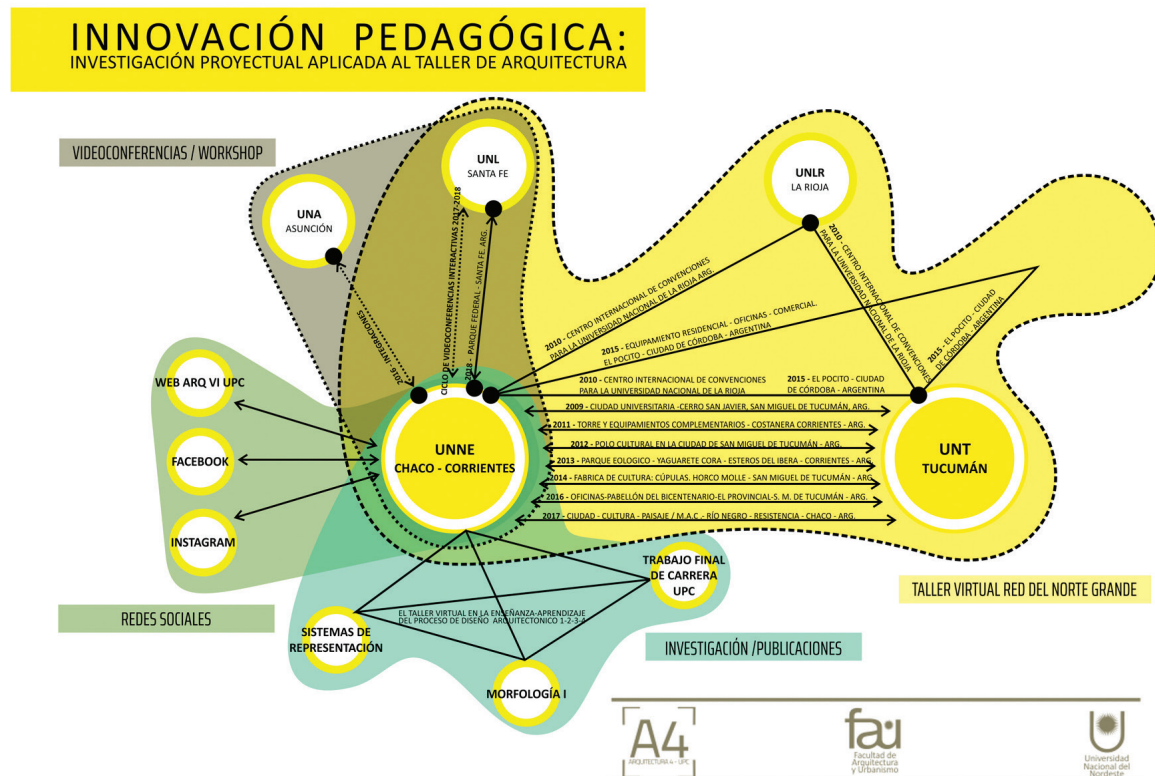 INNOVACIÓN PEDAGÓGICA:
INVESTIGACIÓN PROYECTUAL APLICADA AL TALLER DE ARQUITECTURA
VIDEOCONFERENCIAS / WORKSHOP
UNL
SANTA FE
UNLR
LA RIOJA
UNA
ASUNCIÓN
2016 - INTEGRACIONES
CICLO DE VIDEOCONFERENCIAS INTERACTIVAS 2017-2018
2018 - PARQUE FEDERAL - SANTA FE. ARG.
2010 - CENTRO INTERNACIONAL DE CONVENCIONES
PARA LA UNIVERSIDAD NACIONAL DE LA RIOJA ARG.
2015 - EQUIPAMIENTO RESIDENCIAL - OFICINAS - COMERCIAL.
EL POCITO - CIUDAD DE CÓRDOBA - ARGENTINA
2010 - CENTRO INTERNACIONAL DE CONVENCIONES
PARA LA UNIVERSIDAD NACIONAL DE LA RIOJA
2015 - EL POCITO - CIUDAD
DE CÓRDOBA - ARGENTINA
2010 - CENTRO INTERNACIONAL DE CONVENCIONES
PARA LA UNIVERSIDAD NACIONAL DE LA RIOJA
2015 - EL POCITO - CIUDAD
DE CÓRDOBA - ARGENTINA
2009 - CIUDAD UNIVERSITARIA -CERRO SAN JAVIER, SAN MIGUEL DE TUCUMÁN, ARG.
2011 - TORRE Y EQUIPAMIENTOS COMPLEMENTARIOS - COSTANERA CORRIENTES - ARG.
2012 - POLO CULTURAL EN LA CIUDAD DE SAN MIGUEL DE TUCUMÁN - ARG.
2013 - PARQUE EOLOGICO - YAGUARETE CORA - ESTEROS DEL IBERA - CORRIENTES - ARG.
2014 - FABRICA DE CULTURA: CÚPULAS. HORCO MOLLE - SAN MIGUEL DE TUCUMÁN - ARG.
2016 - OFICINAS-PABELLÓN DEL BICENTENARIO-EL PROVINCIAL-S. M. DE TUCUMÁN - ARG.
2017 - CIUDAD - CULTURA - PAISAJE / M.A.C .- RÍO NEGRO - RESISTENCIA - CHACO - ARG.
UNNE
CHACO - CORRIENTES
UNT
TUCUMÁN
WEB ARQ VI UPC
FACEBOOK
INSTAGRAM
REDES SOCIALES
TRABAJO FINAL
DE CARRERA
UPC
TALLER VIRTUAL RED DEL NORTE GRANDE
EL TALLER VIRTUAL EN LA ENSEÑANZA-APRENDIZAJE
DEL PROCESO DE DISEÑO ARQUITECTONICO 1-2-3-4
SISTEMAS DE
REPRESENTACIÓN
INVESTIGACIÓN /PUBLICACIONES
MORFOLOGÍA I
A4
ARQUITECTURA 4 - UPC
fau
Facultad de
Arquitectura
y Urbanismo
Universidad
Nacional del
Nordeste